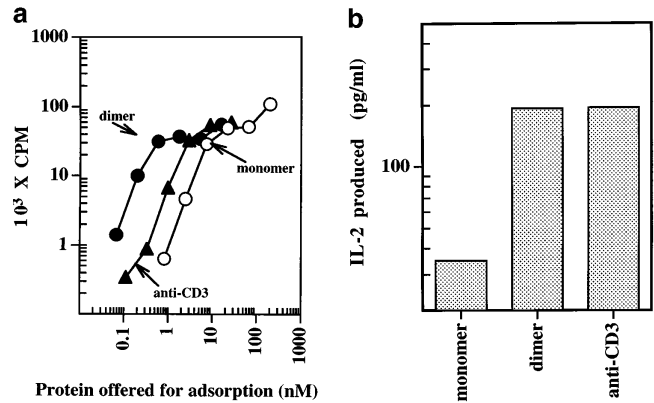 a
1000
100
10
1
10³ X CPM
dimer
monomer
anti-CD3
0.1
1
10
100
1000
Protein offered for adsorption (nM)
b
IL-2 produced (pg/ml)
100
monomer
dimer
anti-CD3